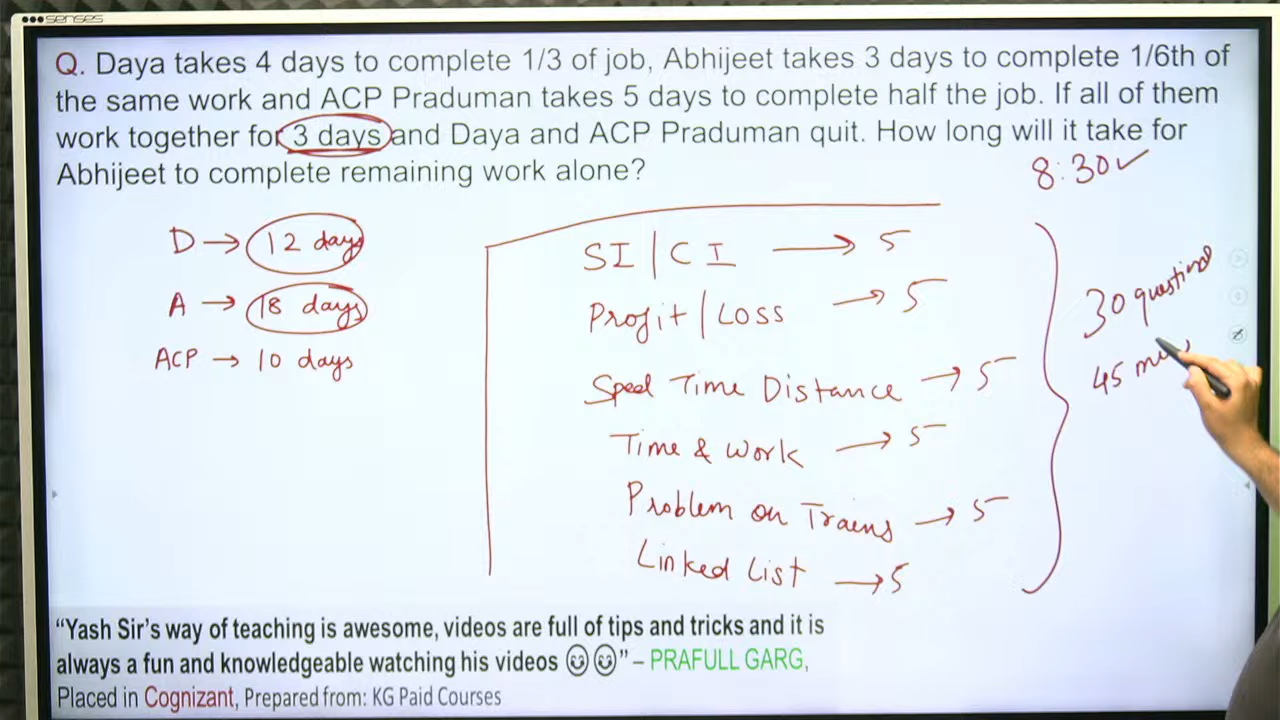 senses
Q. Daya takes 4 days to complete 1/3 of job, Abhijeet takes 3 days to complete 1/6th of
the same work and ACP Praduman takes 5 days to complete half the job. If all of them
work together for 3 days and Daya and ACP Praduman quit. How long will it take for
Abhijeet to complete remaining work alone?
8:30
D → 12 days
A → 18 days
ACP → 10 days
SI | CI → 5
Profit | Loss → 5
Speed Time Distance → 5
Time & Work → 5
Problem on Trains → 5
Linked List → 5
30 questions
45
“Yash Sir’s way of teaching is awesome, videos are full of tips and tricks and it is
always a fun and knowledgeable watching his videos ☺☺” – PRAFULL GARG,
Placed in Cognizant, Prepared from: KG Paid Courses